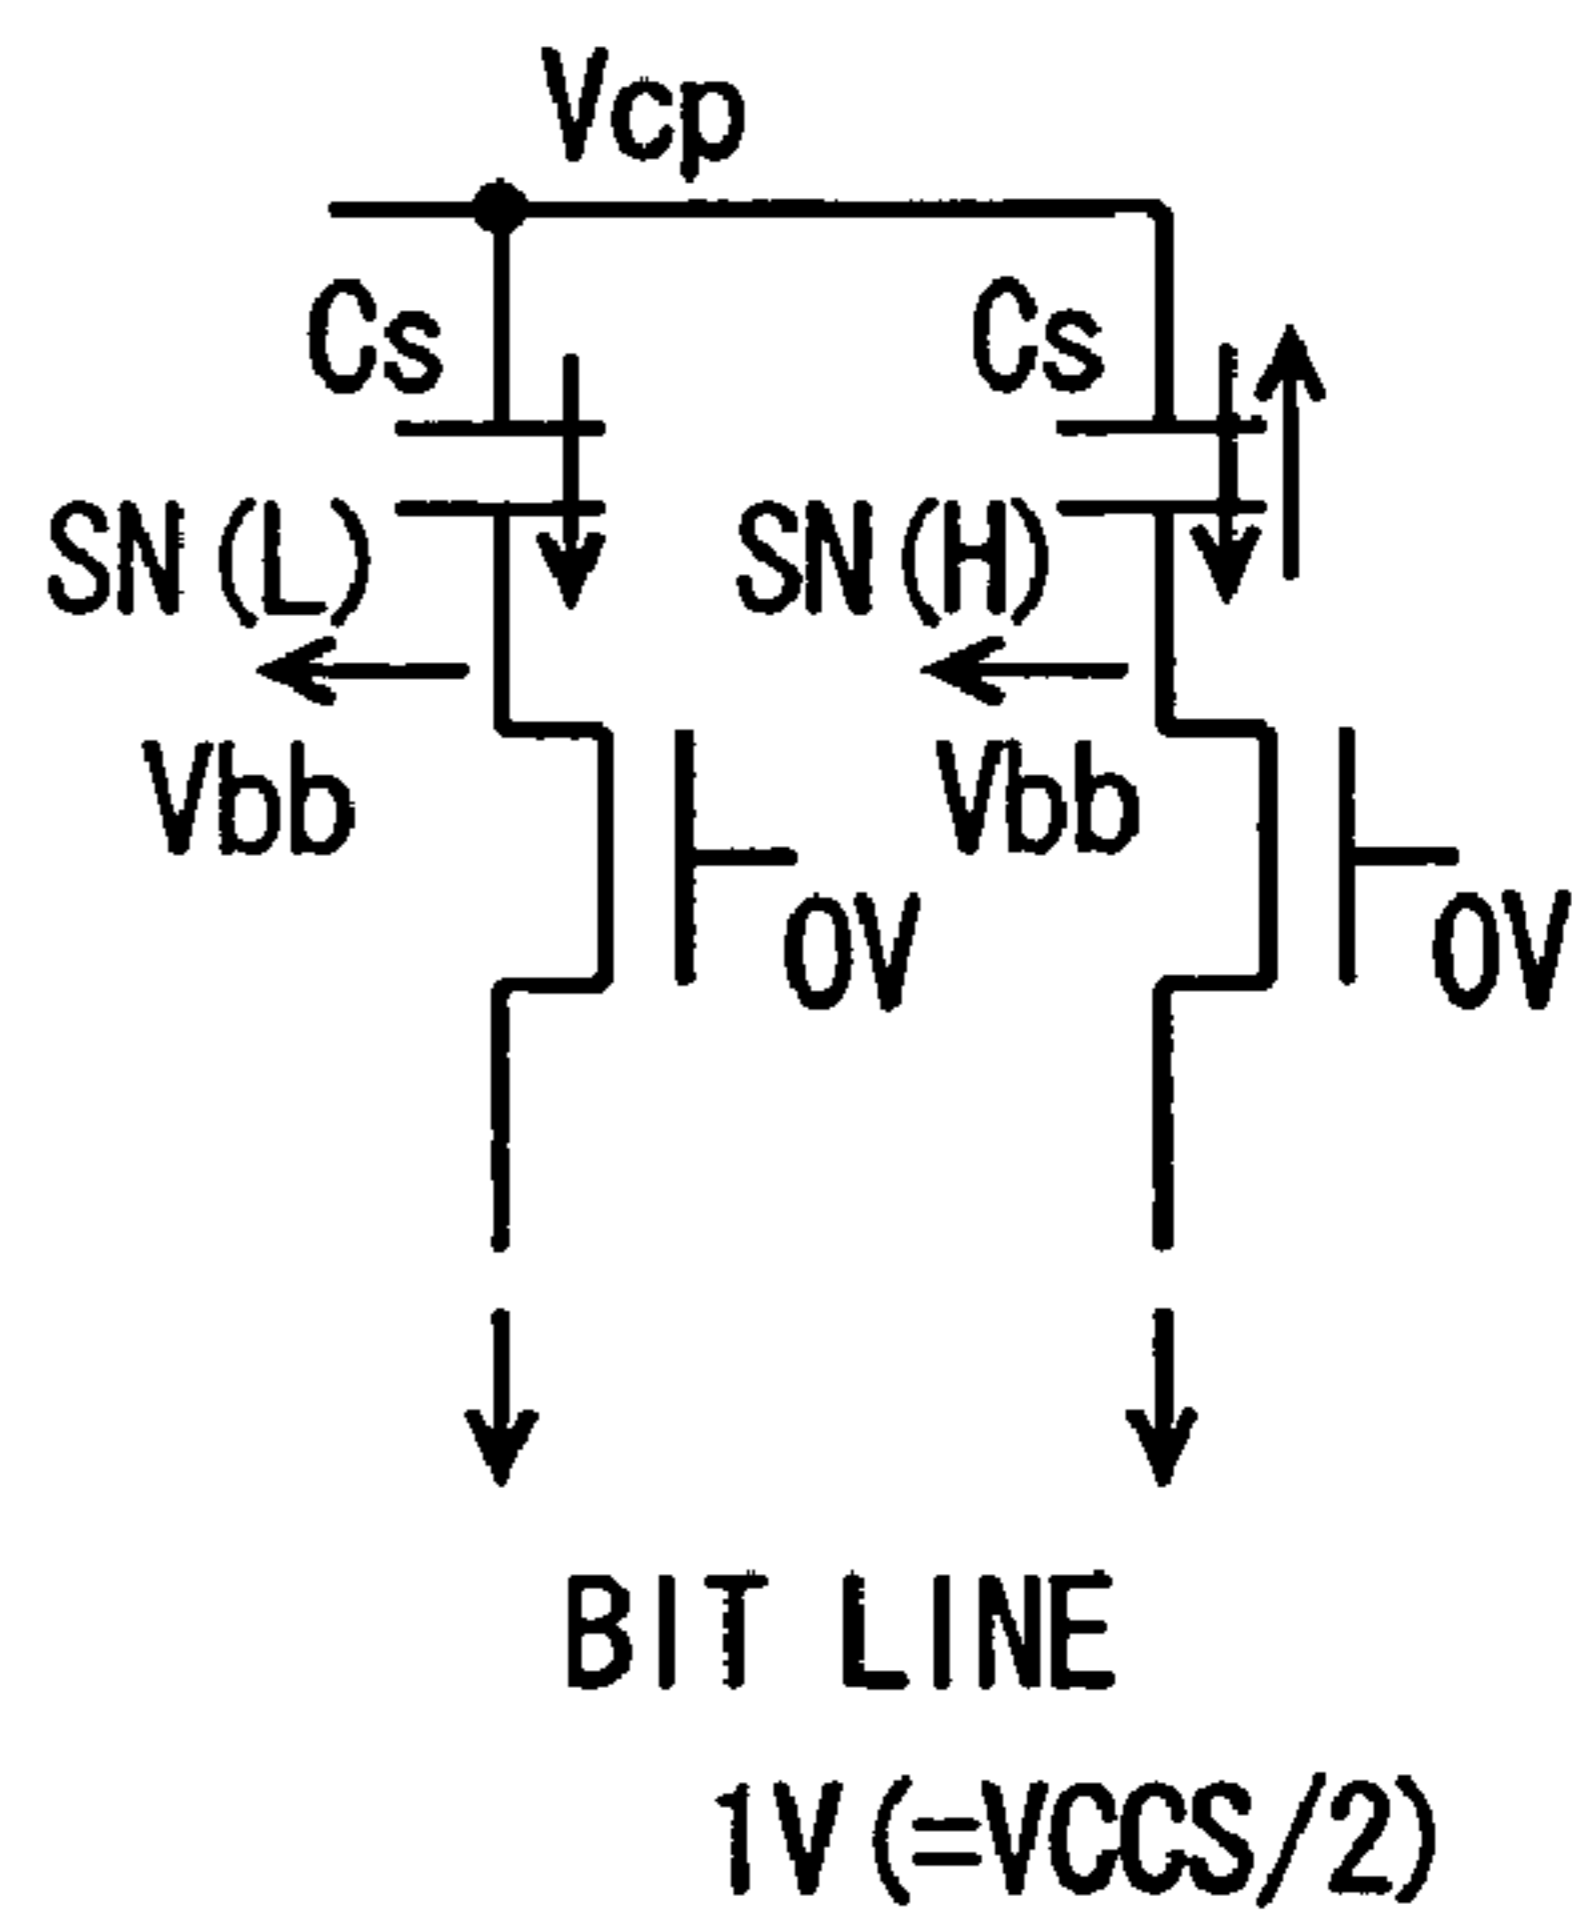 Vcp
Cs Cs
SN(L) SN(H)
Vbb Vbb
0V 0V
BIT LINE
1V(=VCCS/2)